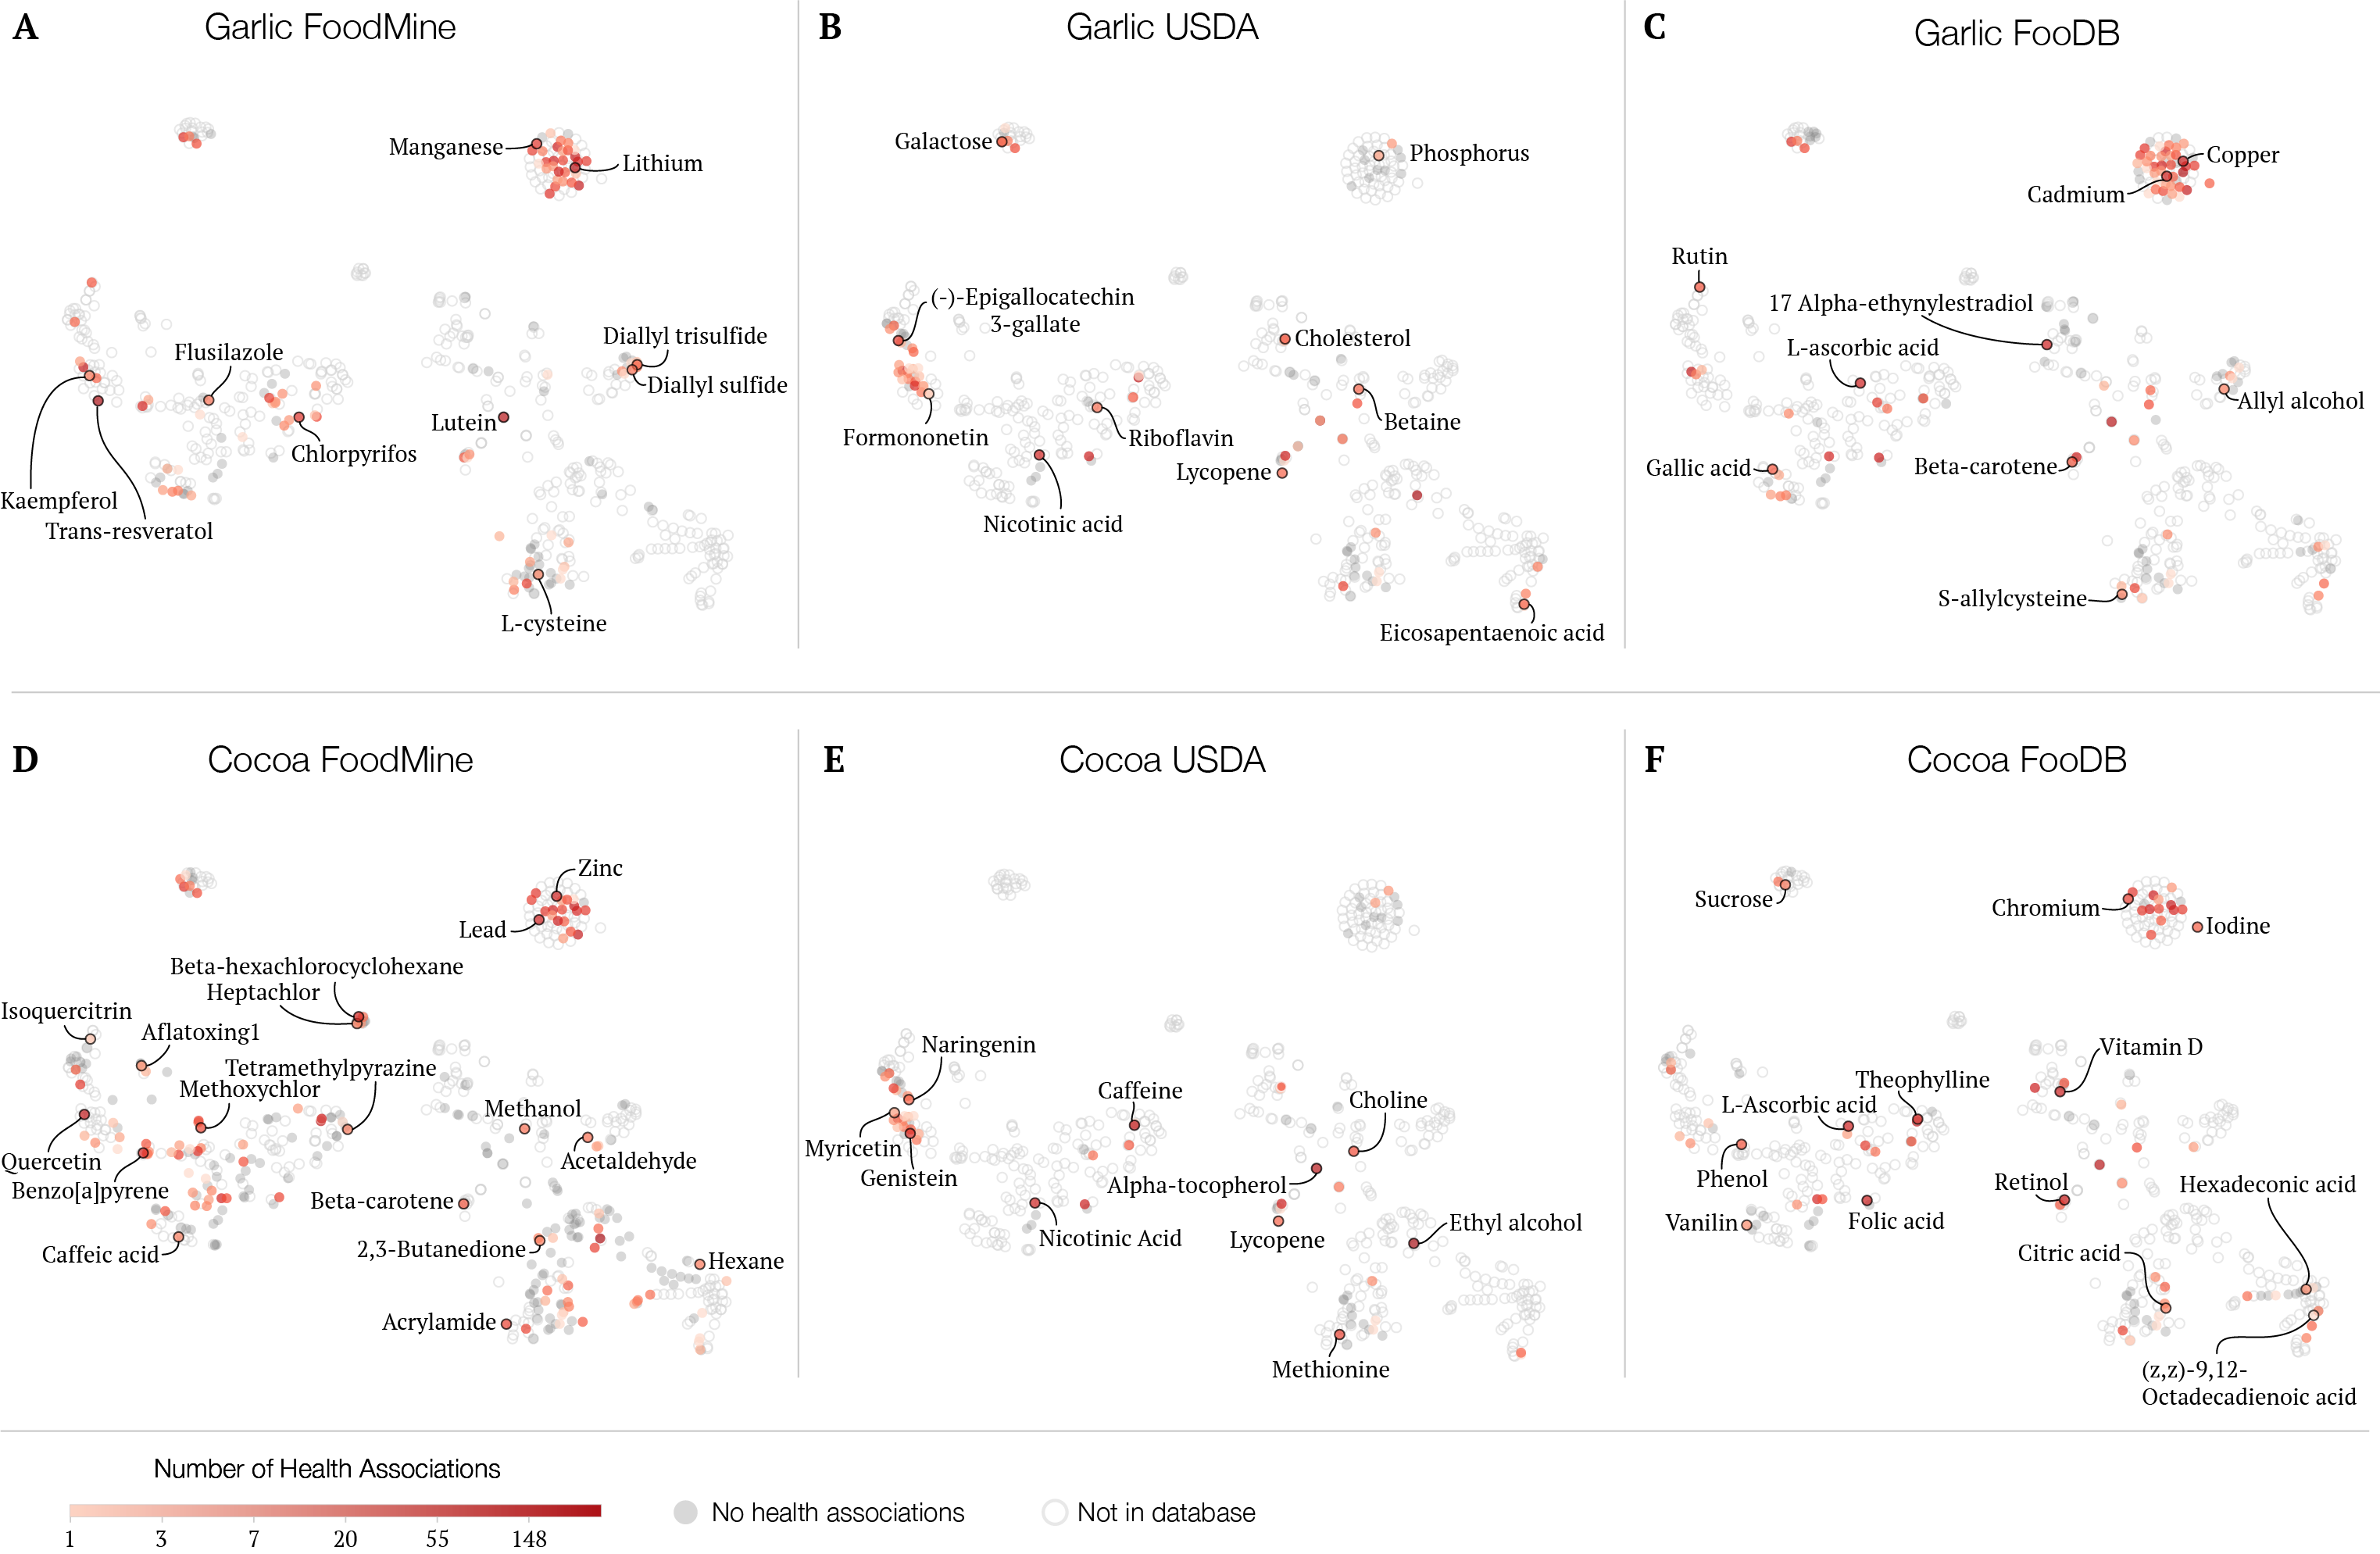 A
Garlic FoodMine
Manganese
Lithium
Diallyl trisulfide
Flusilazole
Diallyl sulfide
Lutein
Chlorpyrifos
Kaempferol
Trans-resveratol
L-cysteine
B
Garlic USDA
Galactose
Phosphorus
(-)-Epigallocatechin
3-gallate
Cholesterol
Betaine
Formononetin
Riboflavin
Lycopene
Nicotinic acid
Eicosapentaenoic acid
C
Garlic FooDB
Copper
Cadmium
Rutin
17 Alpha-ethynylestradiol
L-ascorbic acid
Allyl alcohol
Gallic acid
Beta-carotene
S-allylcysteine
D
Cocoa FoodMine
Zinc
Lead
Beta-hexachlorocyclohexane
Heptachlor
Isoquercitrin
Aflatoxing1
Tetramethylpyrazine
Methoxychlor
Methanol
Quercetin
Acetaldehyde
Benzo[a]pyrene
Beta-carotene
2,3-Butanedione
Caffeic acid
Hexane
Acrylamide
E
Cocoa USDA
Naringenin
Caffeine
Choline
Myricetin
Genistein
Alpha-tocopherol
Nicotinic Acid
Lycopene
Ethyl alcohol
Methionine
F
Cocoa FooDB
Sucrose
Chromium
Iodine
Vitamin D
Theophylline
L-Ascorbic acid
Phenol
Retinol
Hexadeconic acid
Vanilin
Folic acid
Citric acid
(z,z)-9,12-
Octadecadienoic acid
Number of Health Associations
1 3 7 20 55 148
No health associations
Not in database